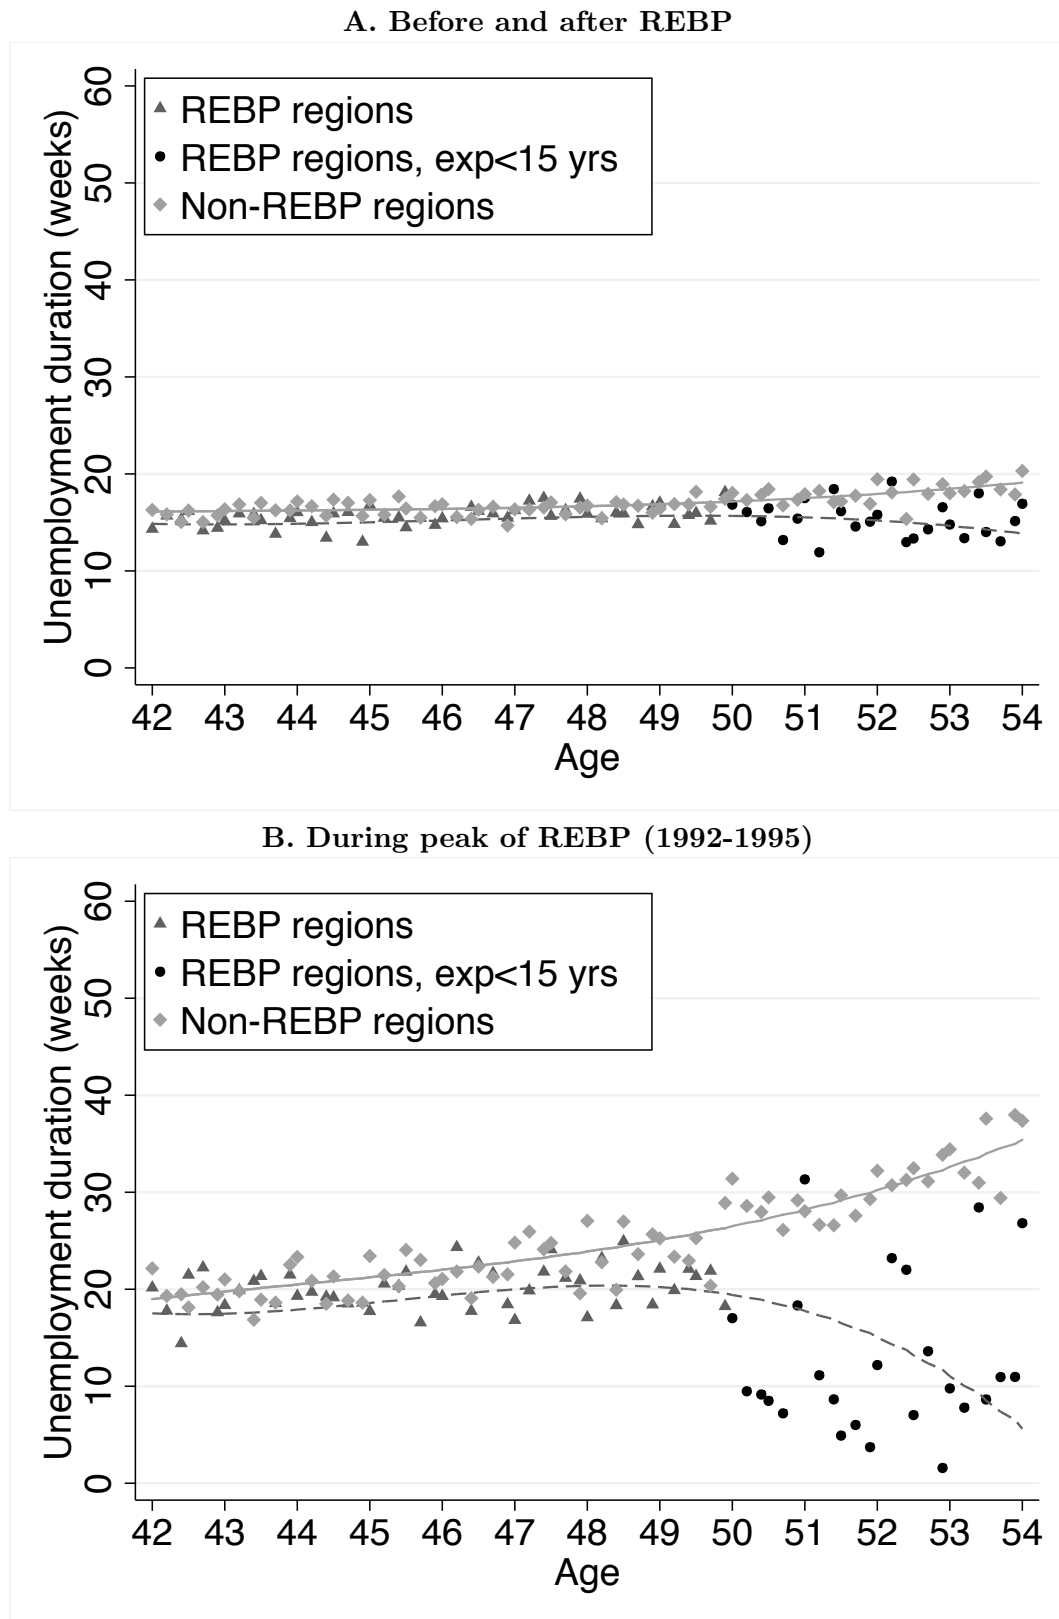 A. Before and after REBP
REBP regions
REBP regions, exp<15 yrs
Non-REBP regions
Unemployment duration (weeks)
60
50
40
30
20
10
0
42 43 44 45 46 47 48 49 50 51 52 53 54
Age
B. During peak of REBP (1992-1995)
REBP regions
REBP regions, exp<15 yrs
Non-REBP regions
Unemployment duration (weeks)
60
50
40
30
20
10
0
42 43 44 45 46 47 48 49 50 51 52 53 54
Age